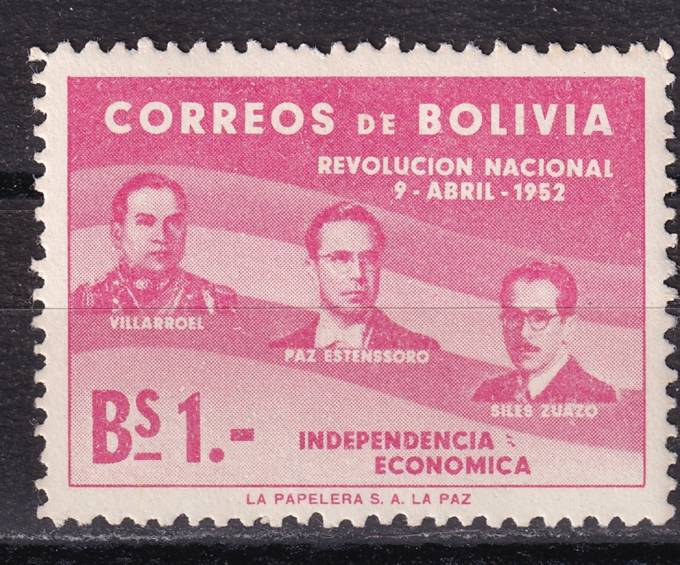 CORREOS DE BOLIVIA
REVOLUCION NACIONAL
9 - ABRIL - 1952
VILLARROEL
PAZ ESTENSSORO
SILES ZUAZO
Bs 1.-
INDEPENDENCIA
ECONOMICA
LA PAPELERA S. A. LA PAZ